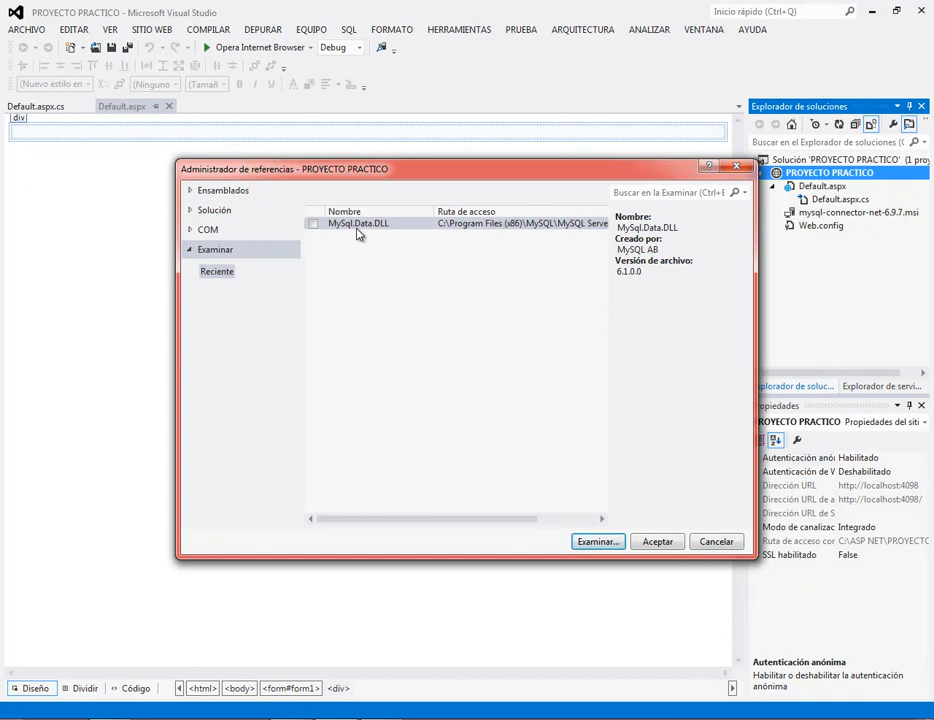 PROYECTO PRACTICO - Microsoft Visual Studio
Inicio rápido (Ctrl+Q)
ARCHIVO EDITAR VER SITIO WEB COMPILAR DEPURAR EQUIPO SQL FORMATO HERRAMIENTAS PRUEBA ARQUITECTURA ANALIZAR VENTANA AYUDA
Opera Internet Browser Debug
(Nuevo estilo en (Ninguno (Tamañ
Default.aspx.cs Default.aspx
div
Explorador de soluciones
Buscar en el Explorador de soluciones (
Solución 'PROYECTO PRACTICO' (1 pro
PROYECTO PRACTICO
Default.aspx
Default.aspx.cs
mysql-connector-net-6.9.7.msi
Web.config
Administrador de referencias - PROYECTO PRACTICO
Ensamblados
Solución
COM
Examinar
Reciente
Nombre Ruta de acceso
MySql.Data.DLL C:\Program Files (x86)\MySQL\MySQL Serve
Buscar en la Examinar (Ctrl+E
Nombre:
MySql.Data.DLL
Creado por:
MySQL AB
Versión de archivo:
6.1.0.0
Examinar... Aceptar Cancelar
plorador de soluc... Explorador de servi...
opiedades
ROYECTO PRACTICO Propiedades del siti
Autenticación anói Habilitado
Autenticación de V Deshabilitado
Dirección URL http://localhost:4098
Dirección URL de a http://localhost:4098/
Dirección URL de S
Modo de canalizac Integrado
Ruta de acceso cor C:\ASP NET\PROYECTO
SSL habilitado False
Autenticación anónima
Habilitar o deshabilitar la autenticación
anónima
Diseño Dividir Código <html> <body> <form#form1> <div>